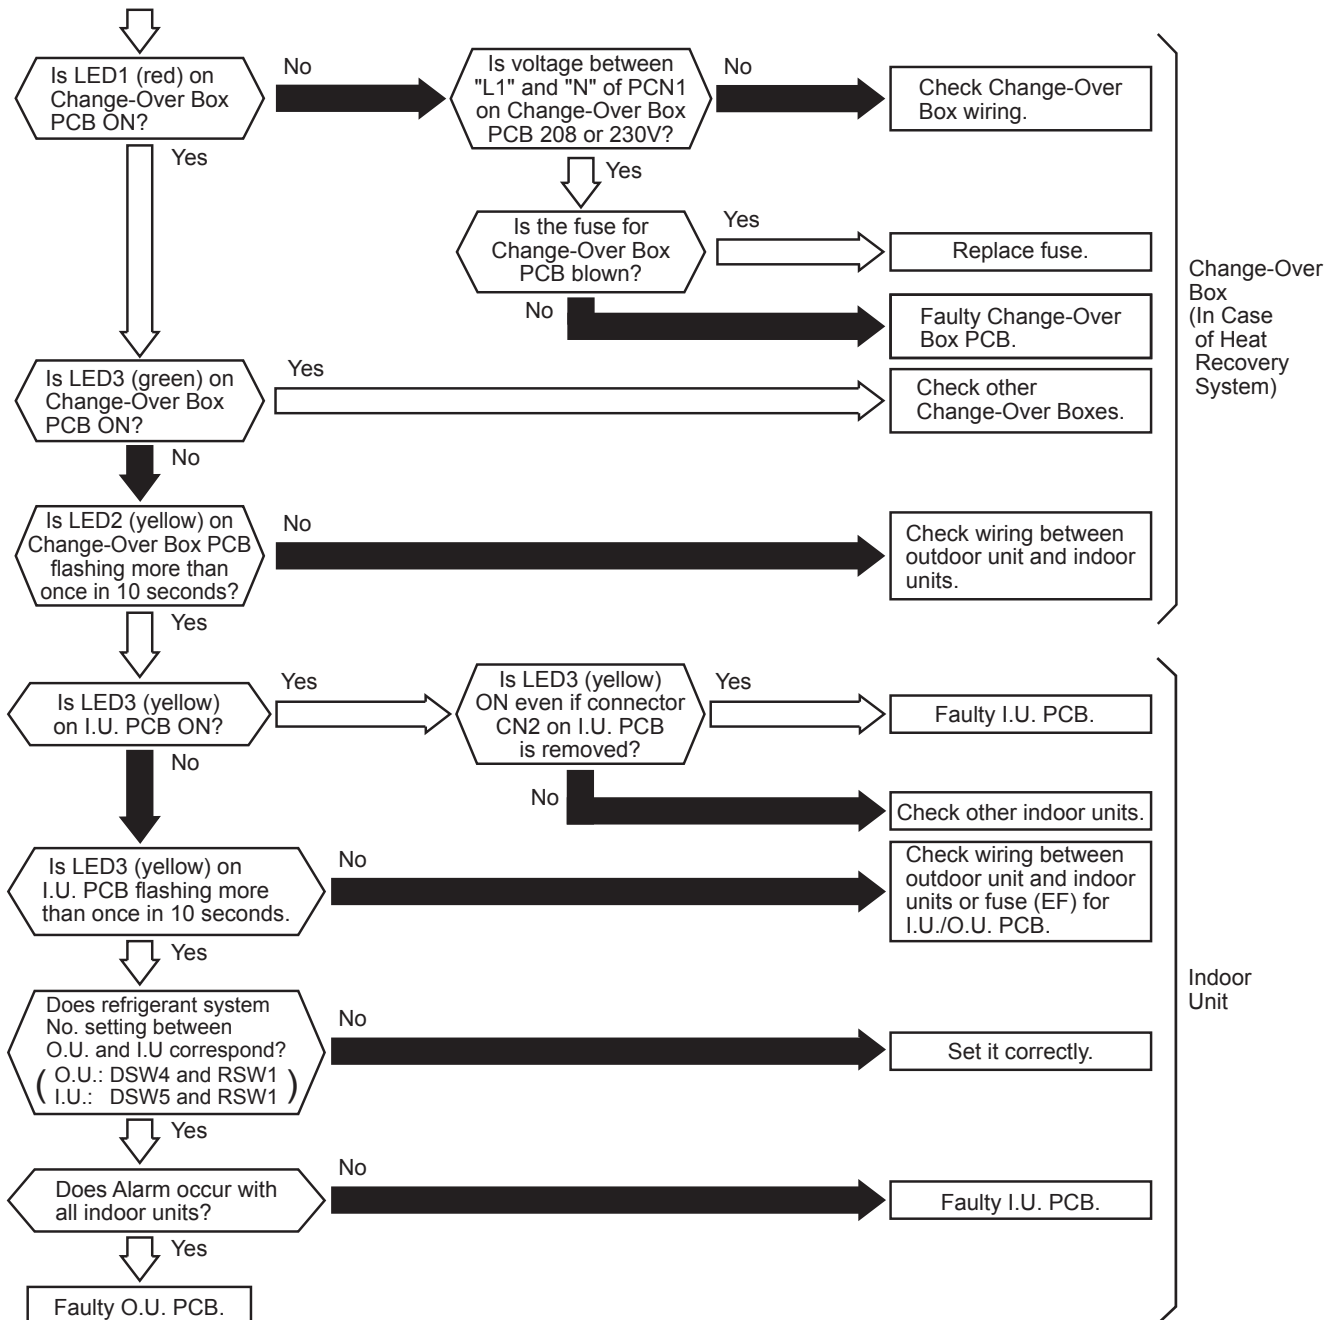 Is LED1 (red) on
Change-Over Box
PCB ON?
No
Is voltage between
"L1" and "N" of PCN1
on Change-Over Box
PCB 208 or 230V?
No
Check Change-Over
Box wiring.
Yes
Yes
Is the fuse for
Change-Over Box
PCB blown?
Yes
Replace fuse.
No
Faulty Change-Over
Box PCB.
Change-Over
Box
(In Case
of Heat
Recovery
System)
Is LED3 (green) on
Change-Over Box
PCB ON?
Yes
Check other
Change-Over Boxes.
No
Is LED2 (yellow) on
Change-Over Box PCB
flashing more than
once in 10 seconds?
No
Check wiring between
outdoor unit and indoor
units.
Yes
Is LED3 (yellow)
on I.U. PCB ON?
Yes
Is LED3 (yellow)
ON even if connector
CN2 on I.U. PCB
is removed?
Yes
Faulty I.U. PCB.
No
No
Check other indoor units.
Is LED3 (yellow) on
I.U. PCB flashing more
than once in 10 seconds.
No
Check wiring between
outdoor unit and indoor
units or fuse (EF) for
I.U./O.U. PCB.
Yes
Indoor
Unit
Does refrigerant system
No. setting between
O.U. and I.U correspond?
( O.U.: DSW4 and RSW1
I.U.: DSW5 and RSW1 )
No
Set it correctly.
Yes
Does Alarm occur with
all indoor units?
No
Faulty I.U. PCB.
Yes
Faulty O.U. PCB.